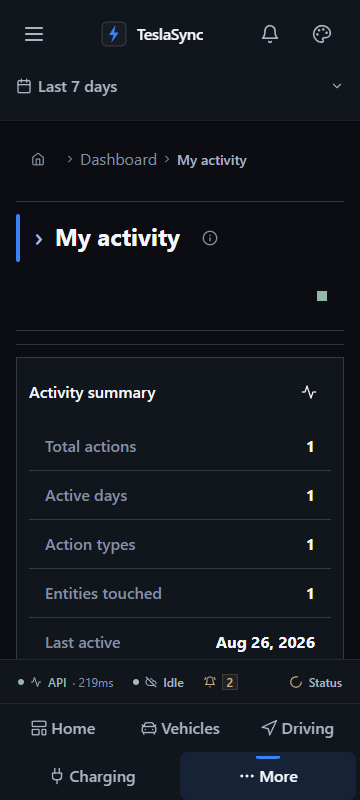 TeslaSync
Last 7 days
Dashboard My activity
My activity
Activity summary
Total actions 1
Active days 1
Action types 1
Entities touched 1
Last active Aug 26, 2026
API · 219ms Idle 2 Status
Home Vehicles Driving
Charging More